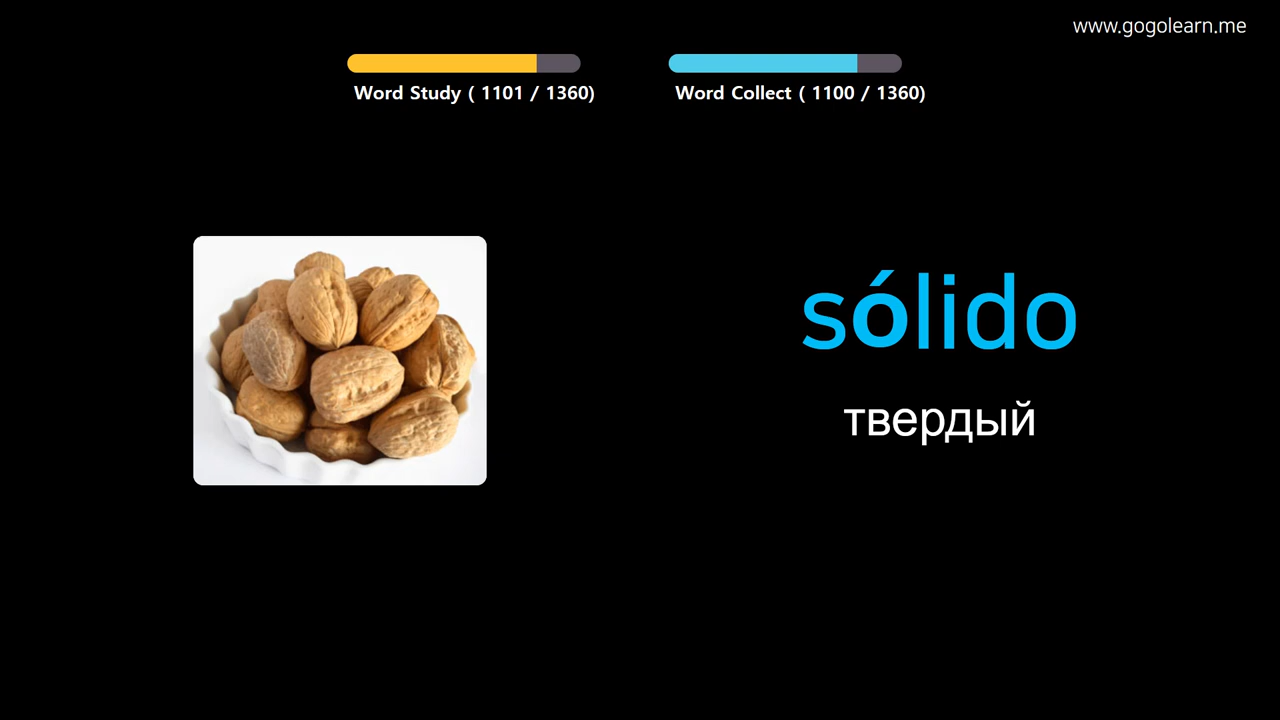 www.gogolearn.me
Word Study ( 1101 / 1360)
Word Collect ( 1100 / 1360)
sólido
твердый